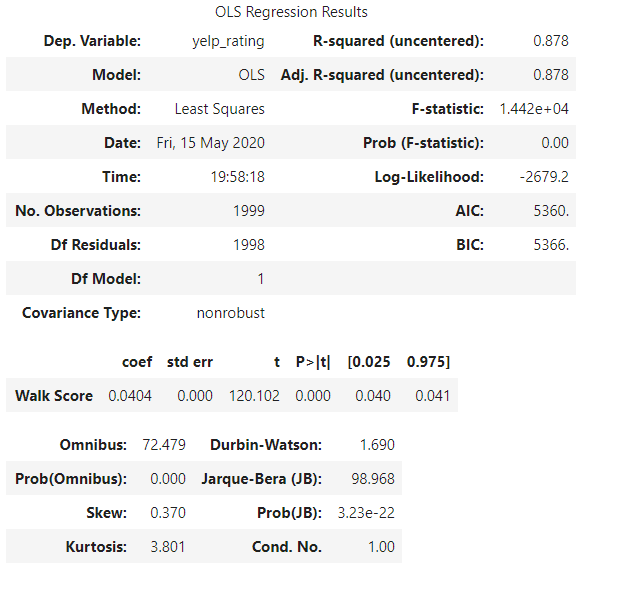 OLS Regression Results
Dep. Variable: yelp_rating R-squared (uncentered): 0.878
Model: OLS Adj. R-squared (uncentered): 0.878
Method: Least Squares F-statistic: 1.442e+04
Date: Fri, 15 May 2020 Prob (F-statistic): 0.00
Time: 19:58:18 Log-Likelihood: -2679.2
No. Observations: 1999 AIC: 5360.
Df Residuals: 1998 BIC: 5366.
Df Model: 1
Covariance Type: nonrobust
coef std err t P>|t| [0.025 0.975]
Walk Score 0.0404 0.000 120.102 0.000 0.040 0.041
Omnibus: 72.479 Durbin-Watson: 1.690
Prob(Omnibus): 0.000 Jarque-Bera (JB): 98.968
Skew: 0.370 Prob(JB): 3.23e-22
Kurtosis: 3.801 Cond. No. 1.00